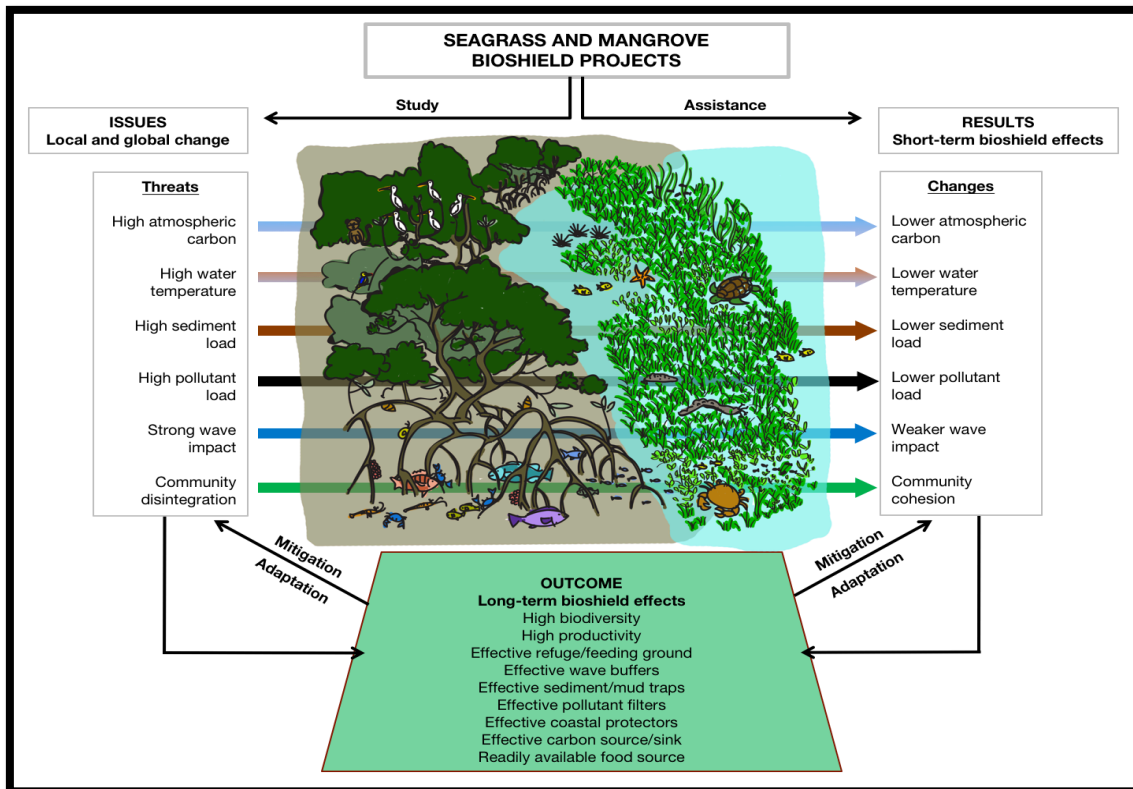 SEAGRASS AND MANGROVE
BIOSHIELD PROJECTS
Study
Assistance
ISSUES
Local and global change
RESULTS
Short-term bioshield effects
Threats
High atmospheric
carbon
High water
temperature
High sediment
load
High pollutant
load
Strong wave
impact
Community
disintegration
Changes
Lower atmospheric
carbon
Lower water
temperature
Lower sediment
load
Lower pollutant
load
Weaker wave
impact
Community
cohesion
Mitigation
Adaptation
Mitigation
Adaptation
OUTCOME
Long-term bioshield effects
High biodiversity
High productivity
Effective refuge/feeding ground
Effective wave buffers
Effective sediment/mud traps
Effective pollutant filters
Effective coastal protectors
Effective carbon source/sink
Readily available food source